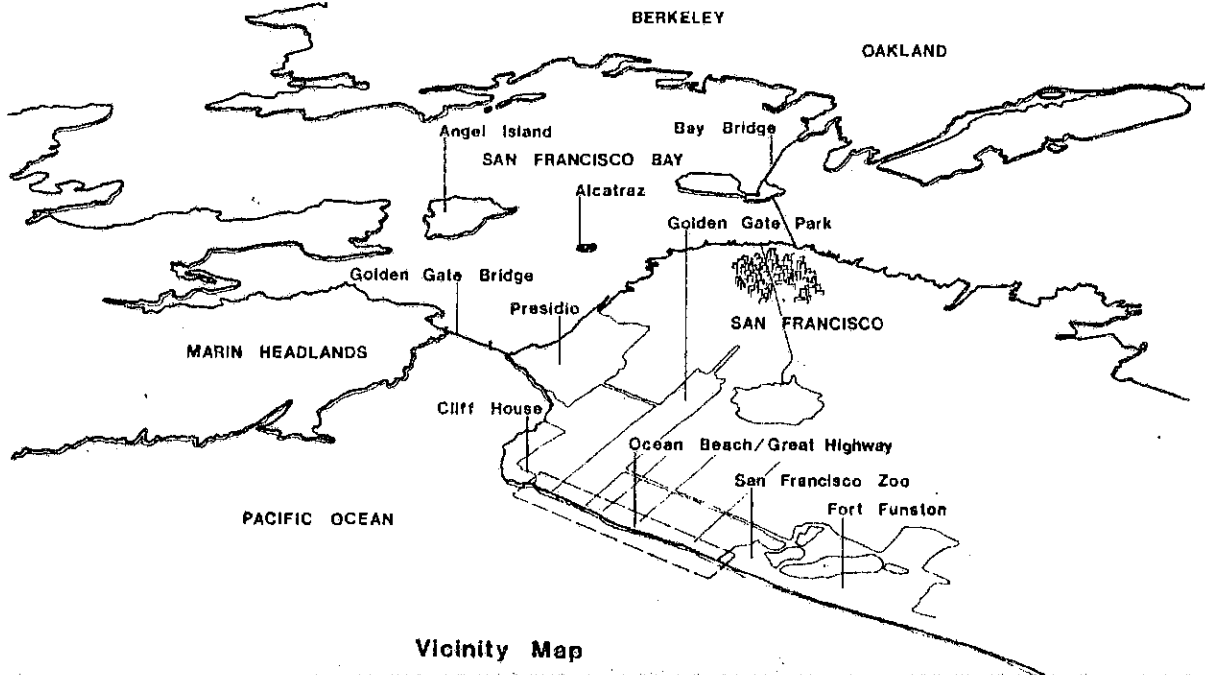 BERKELEY
OAKLAND
Angel Island
Bay Bridge
SAN FRANCISCO BAY
Alcatraz
Golden Gate Park
Golden Gate Bridge
Presidio
SAN FRANCISCO
MARIN HEADLANDS
Cliff House
Ocean Beach/Great Highway
San Francisco Zoo
Fort Funston
PACIFIC OCEAN
Vicinity Map